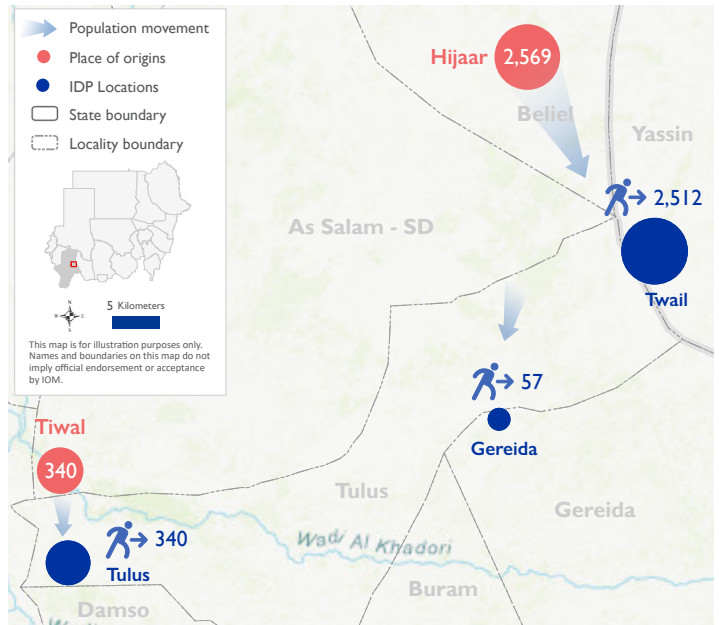 Population movement
Place of origins
IDP Locations
State boundary
Locality boundary
N
W
E
S
5 Kilometers
This map is for illustration purposes only.
Names and boundaries on this map do not
imply official endorsement or acceptance
by IOM.
Hijaar
2,569
Beliel
Yassin
2,512
As Salam - SD
Twail
57
Gereida
Tiwal
340
Tulus
Gereida
Wadi Al Khadori
340
Tulus
Buram
Damso